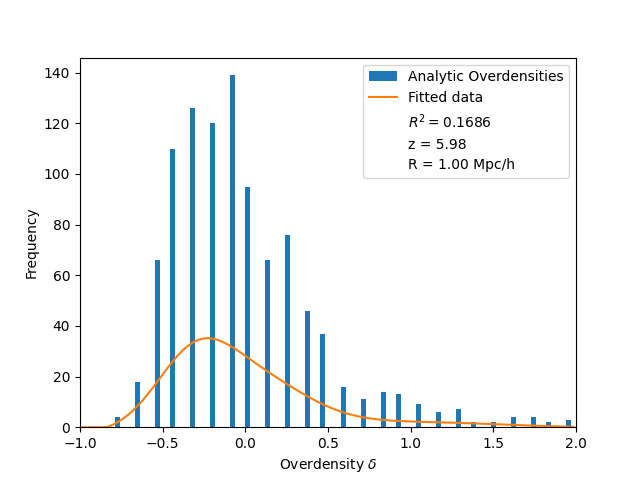 140
120
100
80
60
40
20
0
Frequency
−1.0 −0.5 0.0 0.5 1.0 1.5 2.0
Overdensity δ
Analytic Overdensities
Fitted data
R² = 0.1686
z = 5.98
R = 1.00 Mpc/h